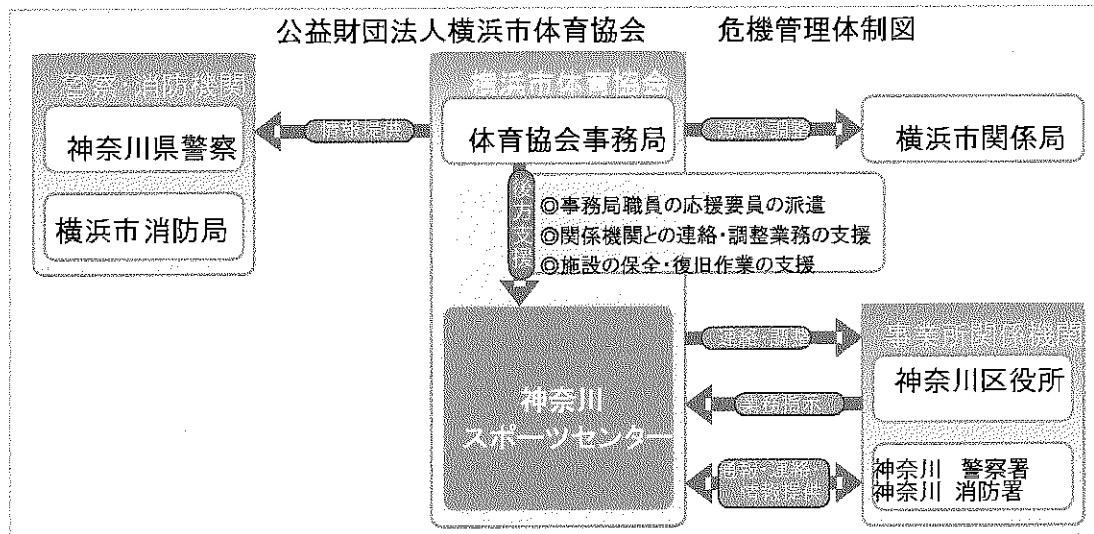 公益財団法人横浜市体育協会 危機管理体制図
警察・消防機関
神奈川県警察
横浜市消防局
情報提供
横浜市体育協会
体育協会事務局
連絡・調整
横浜市関係局
後方支援
◎事務局職員の応援要員の派遣
◎関係機関との連絡・調整業務の支援
◎施設の保全・復旧作業の支援
神奈川
スポーツセンター
連絡・調整
業務指示
情報提供
事業所関係機関
神奈川区役所
神奈川 警察署
神奈川 消防署